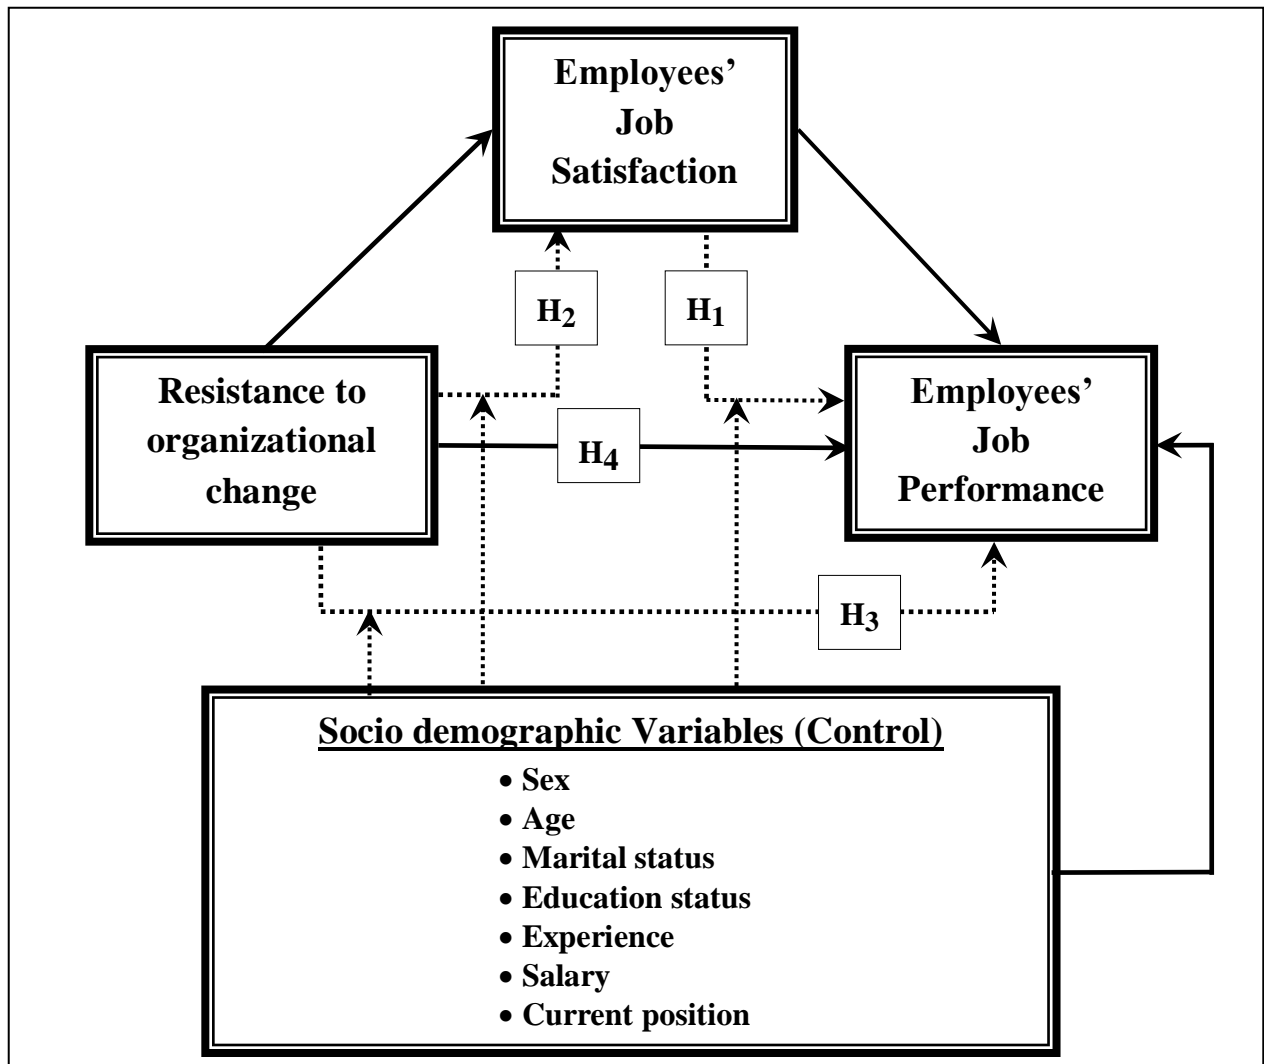 Employees’
Job
Satisfaction
H2
H1
Resistance to
organizational
change
Employees’
Job
Performance
H4
H3
Socio demographic Variables (Control)
• Sex
• Age
• Marital status
• Education status
• Experience
• Salary
• Current position